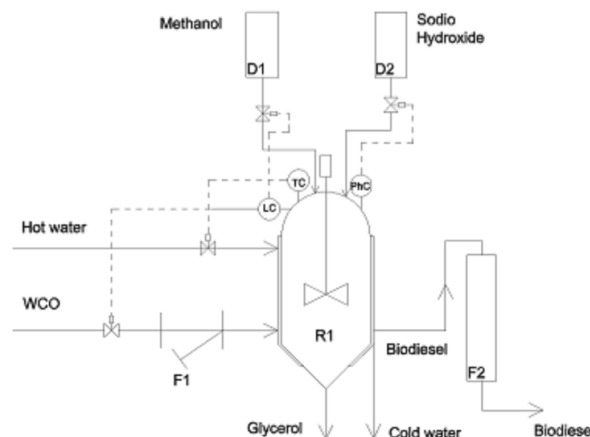 Methanol
Sodio
Hydroxide
D1
D2
TC
PhC
LC
Hot water
WCO
R1
Biodiesel
F1
F2
Glycerol
Cold water
Biodiese